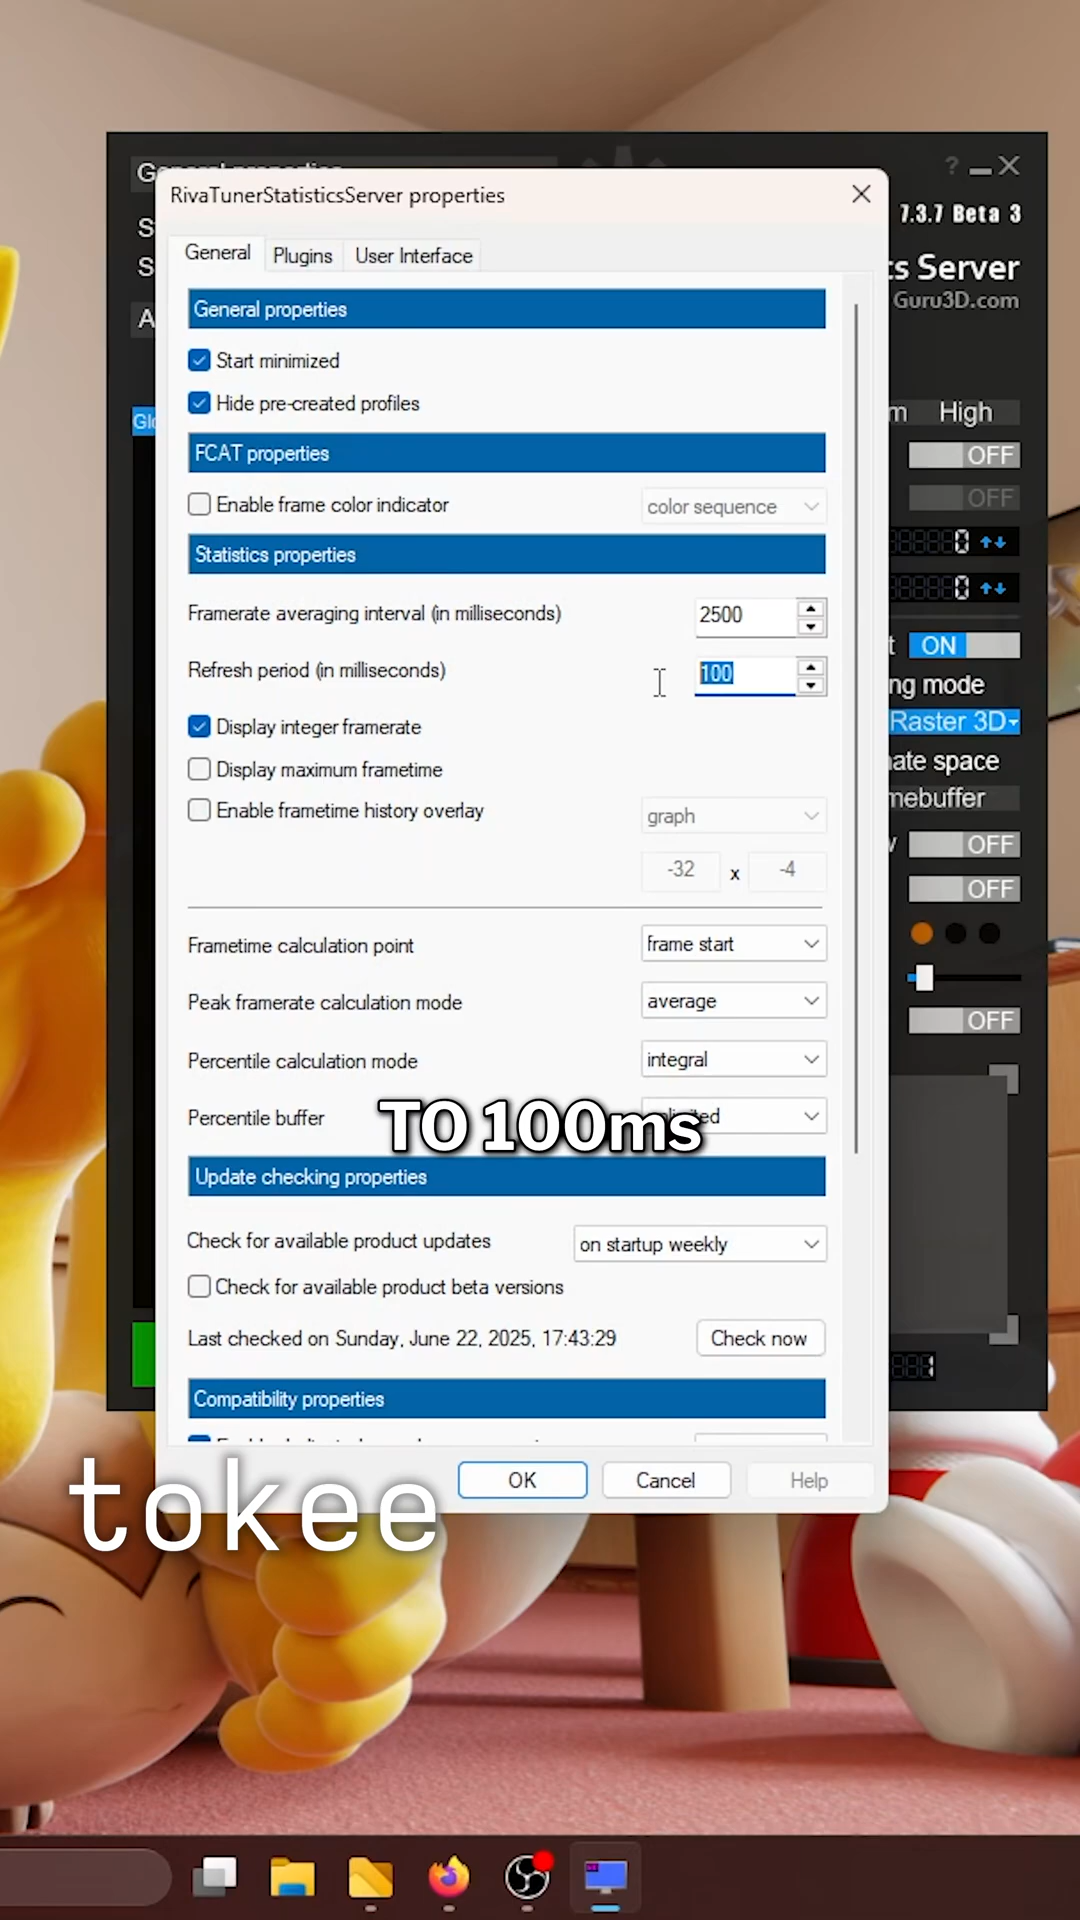 RivaTunerStatisticsServer properties
7.3.7 Beta 3
General Plugins User Interface
Server
Guru3D.com
General properties
Start minimized
Hide pre-created profiles
High
FCAT properties
OFF
Enable frame color indicator color sequence
OFF
Statistics properties
0
Framerate averaging interval (in milliseconds) 2500
0
ON
Refresh period (in milliseconds) 100
mode
Display integer framerate
Raster 3D
Display maximum frametime
space
Enable frametime history overlay graph
OFF
-32 x -4
OFF
Frametime calculation point frame start
Peak framerate calculation mode average
OFF
Percentile calculation mode integral
Percentile buffer
TO 100ms
Update checking properties
Check for available product updates on startup weekly
Check for available product beta versions
Last checked on Sunday, June 22, 2025, 17:43:29 Check now
Compatibility properties
OK Cancel Help
tokee